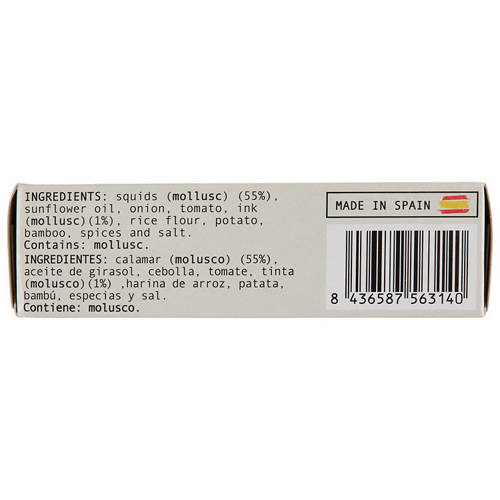 INGREDIENTS: squids (mollusc) (55%),
sunflower oil, onion, tomato, ink
(mollusc)(1%), rice flour, potato,
bamboo, spices and salt.
Contains: mollusc.
INGREDIENTES: calamar (molusco) (55%),
aceite de girasol, cebolla, tomate, tinta
(molusco)(1%) ,harina de arroz, patata,
bambú, especias y sal.
Contiene: molusco.
MADE IN SPAIN
8 436587 563140